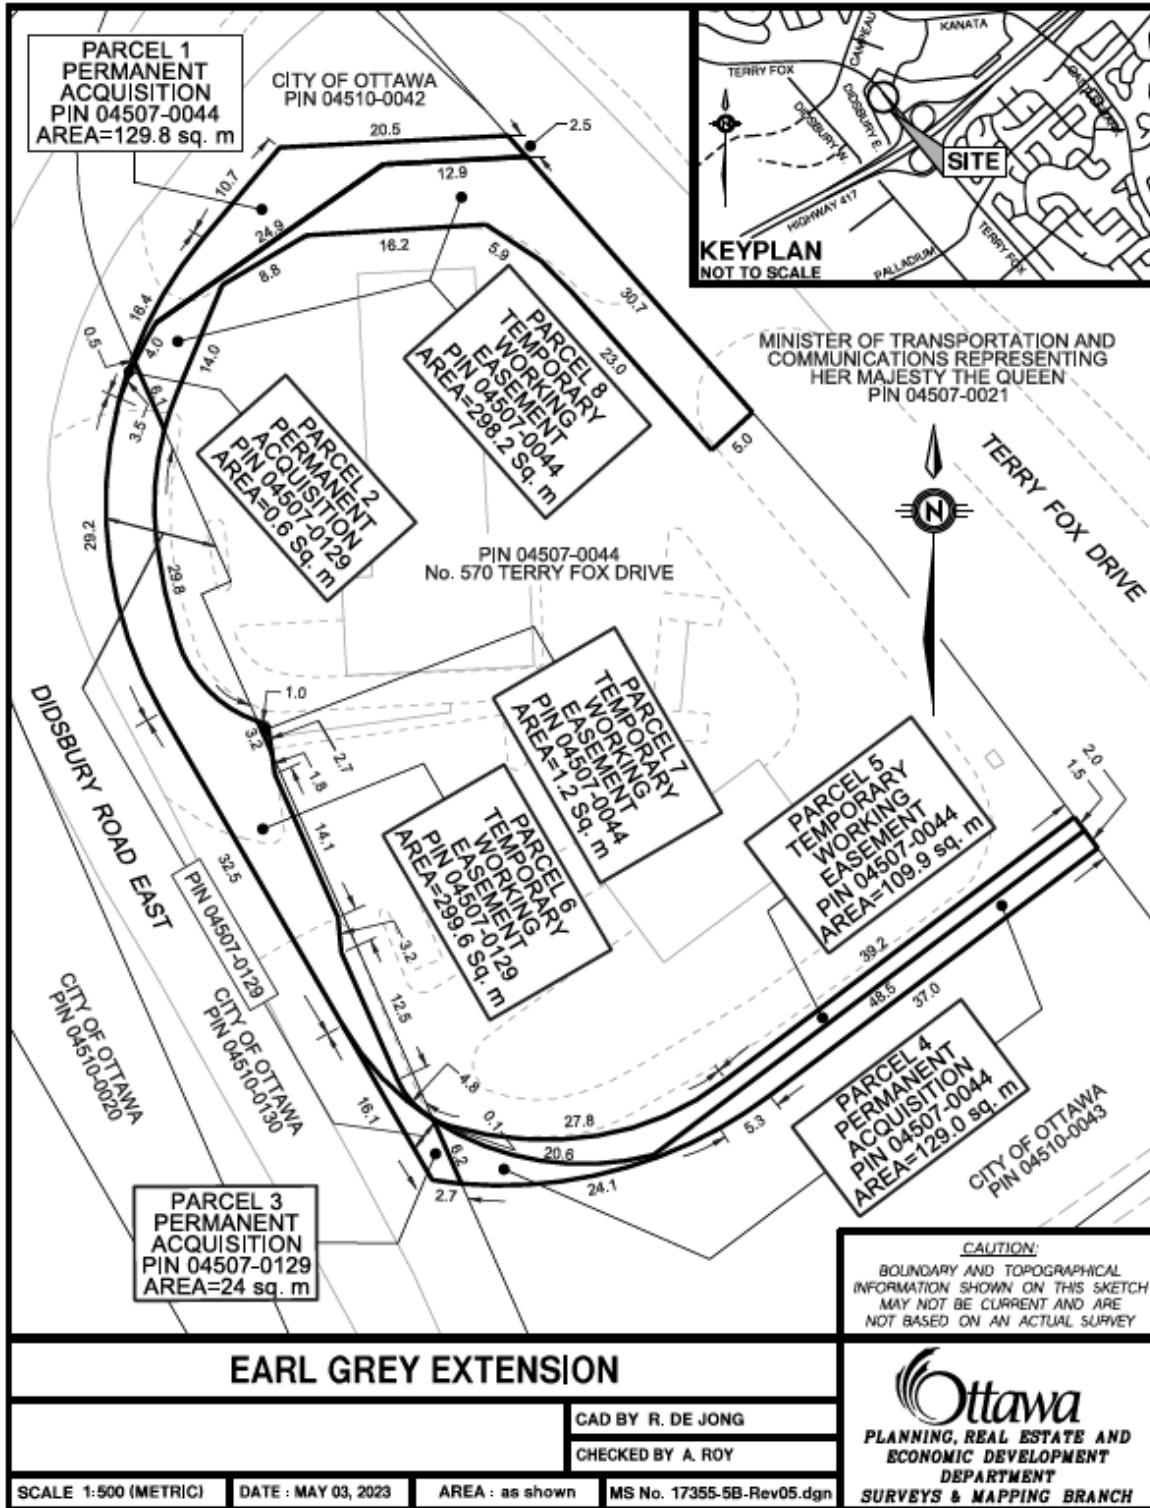 PARCEL 1
PERMANENT
ACQUISITION
PIN 04507-0044
AREA=129.8 sq. m
CITY OF OTTAWA
PIN 04510-0042
20.5
2.5
10.7
12.9
24.9
16.2
5.9
8.8
18.4
30.7
0.5
4.0
14.0
23.0
6.1
3.5
5.0
KANATA
CAMPEAU
TERRY FOX
DIDSBURY W.
DIDSBURY E.
SITE
HIGHWAY 417
TERRY FOX
PALLADIUM
N
KEYPLAN
NOT TO SCALE
PARCEL 8
TEMPORARY
WORKING
EASEMENT
PIN 04507-0044
AREA=298.2 Sq. m
MINISTER OF TRANSPORTATION AND
COMMUNICATIONS REPRESENTING
HER MAJESTY THE QUEEN
PIN 04507-0021
PARCEL 2
PERMANENT
ACQUISITION
PIN 04507-0129
AREA=0.6 Sq. m
TERRY FOX DRIVE
N
29.2
29.8
PIN 04507-0044
No. 570 TERRY FOX DRIVE
1.0
3.2
2.7
1.8
14.1
PARCEL 7
TEMPORARY
WORKING
EASEMENT
PIN 04507-0044
AREA=1.2 Sq. m
DIDSBURY ROAD EAST
PARCEL 6
TEMPORARY
WORKING
EASEMENT
PIN 04507-0129
AREA=299.6 Sq. m
PARCEL 5
TEMPORARY
WORKING
EASEMENT
PIN 04507-0044
AREA=109.9 sq. m
2.0
1.5
32.5
PIN 04507-0129
3.2
12.5
39.2
48.5
37.0
CITY OF OTTAWA
PIN 04510-0020
CITY OF OTTAWA
PIN 04510-0130
16.1
4.8
0.1
27.8
20.6
5.3
6.2
24.1
2.7
PARCEL 4
PERMANENT
ACQUISITION
PIN 04507-0044
AREA=129.0 sq. m
CITY OF OTTAWA
PIN 04510-0043
PARCEL 3
PERMANENT
ACQUISITION
PIN 04507-0129
AREA=24 sq. m
CAUTION:
BOUNDARY AND TOPOGRAPHICAL
INFORMATION SHOWN ON THIS SKETCH
MAY NOT BE CURRENT AND ARE
NOT BASED ON AN ACTUAL SURVEY
EARL GREY EXTENSION
CAD BY R. DE JONG
CHECKED BY A. ROY
SCALE 1:500 (METRIC)
DATE : MAY 03, 2023
AREA : as shown
MS No. 17355-5B-Rev05.dgn
Ottawa
PLANNING, REAL ESTATE AND
ECONOMIC DEVELOPMENT
DEPARTMENT
SURVEYS & MAPPING BRANCH